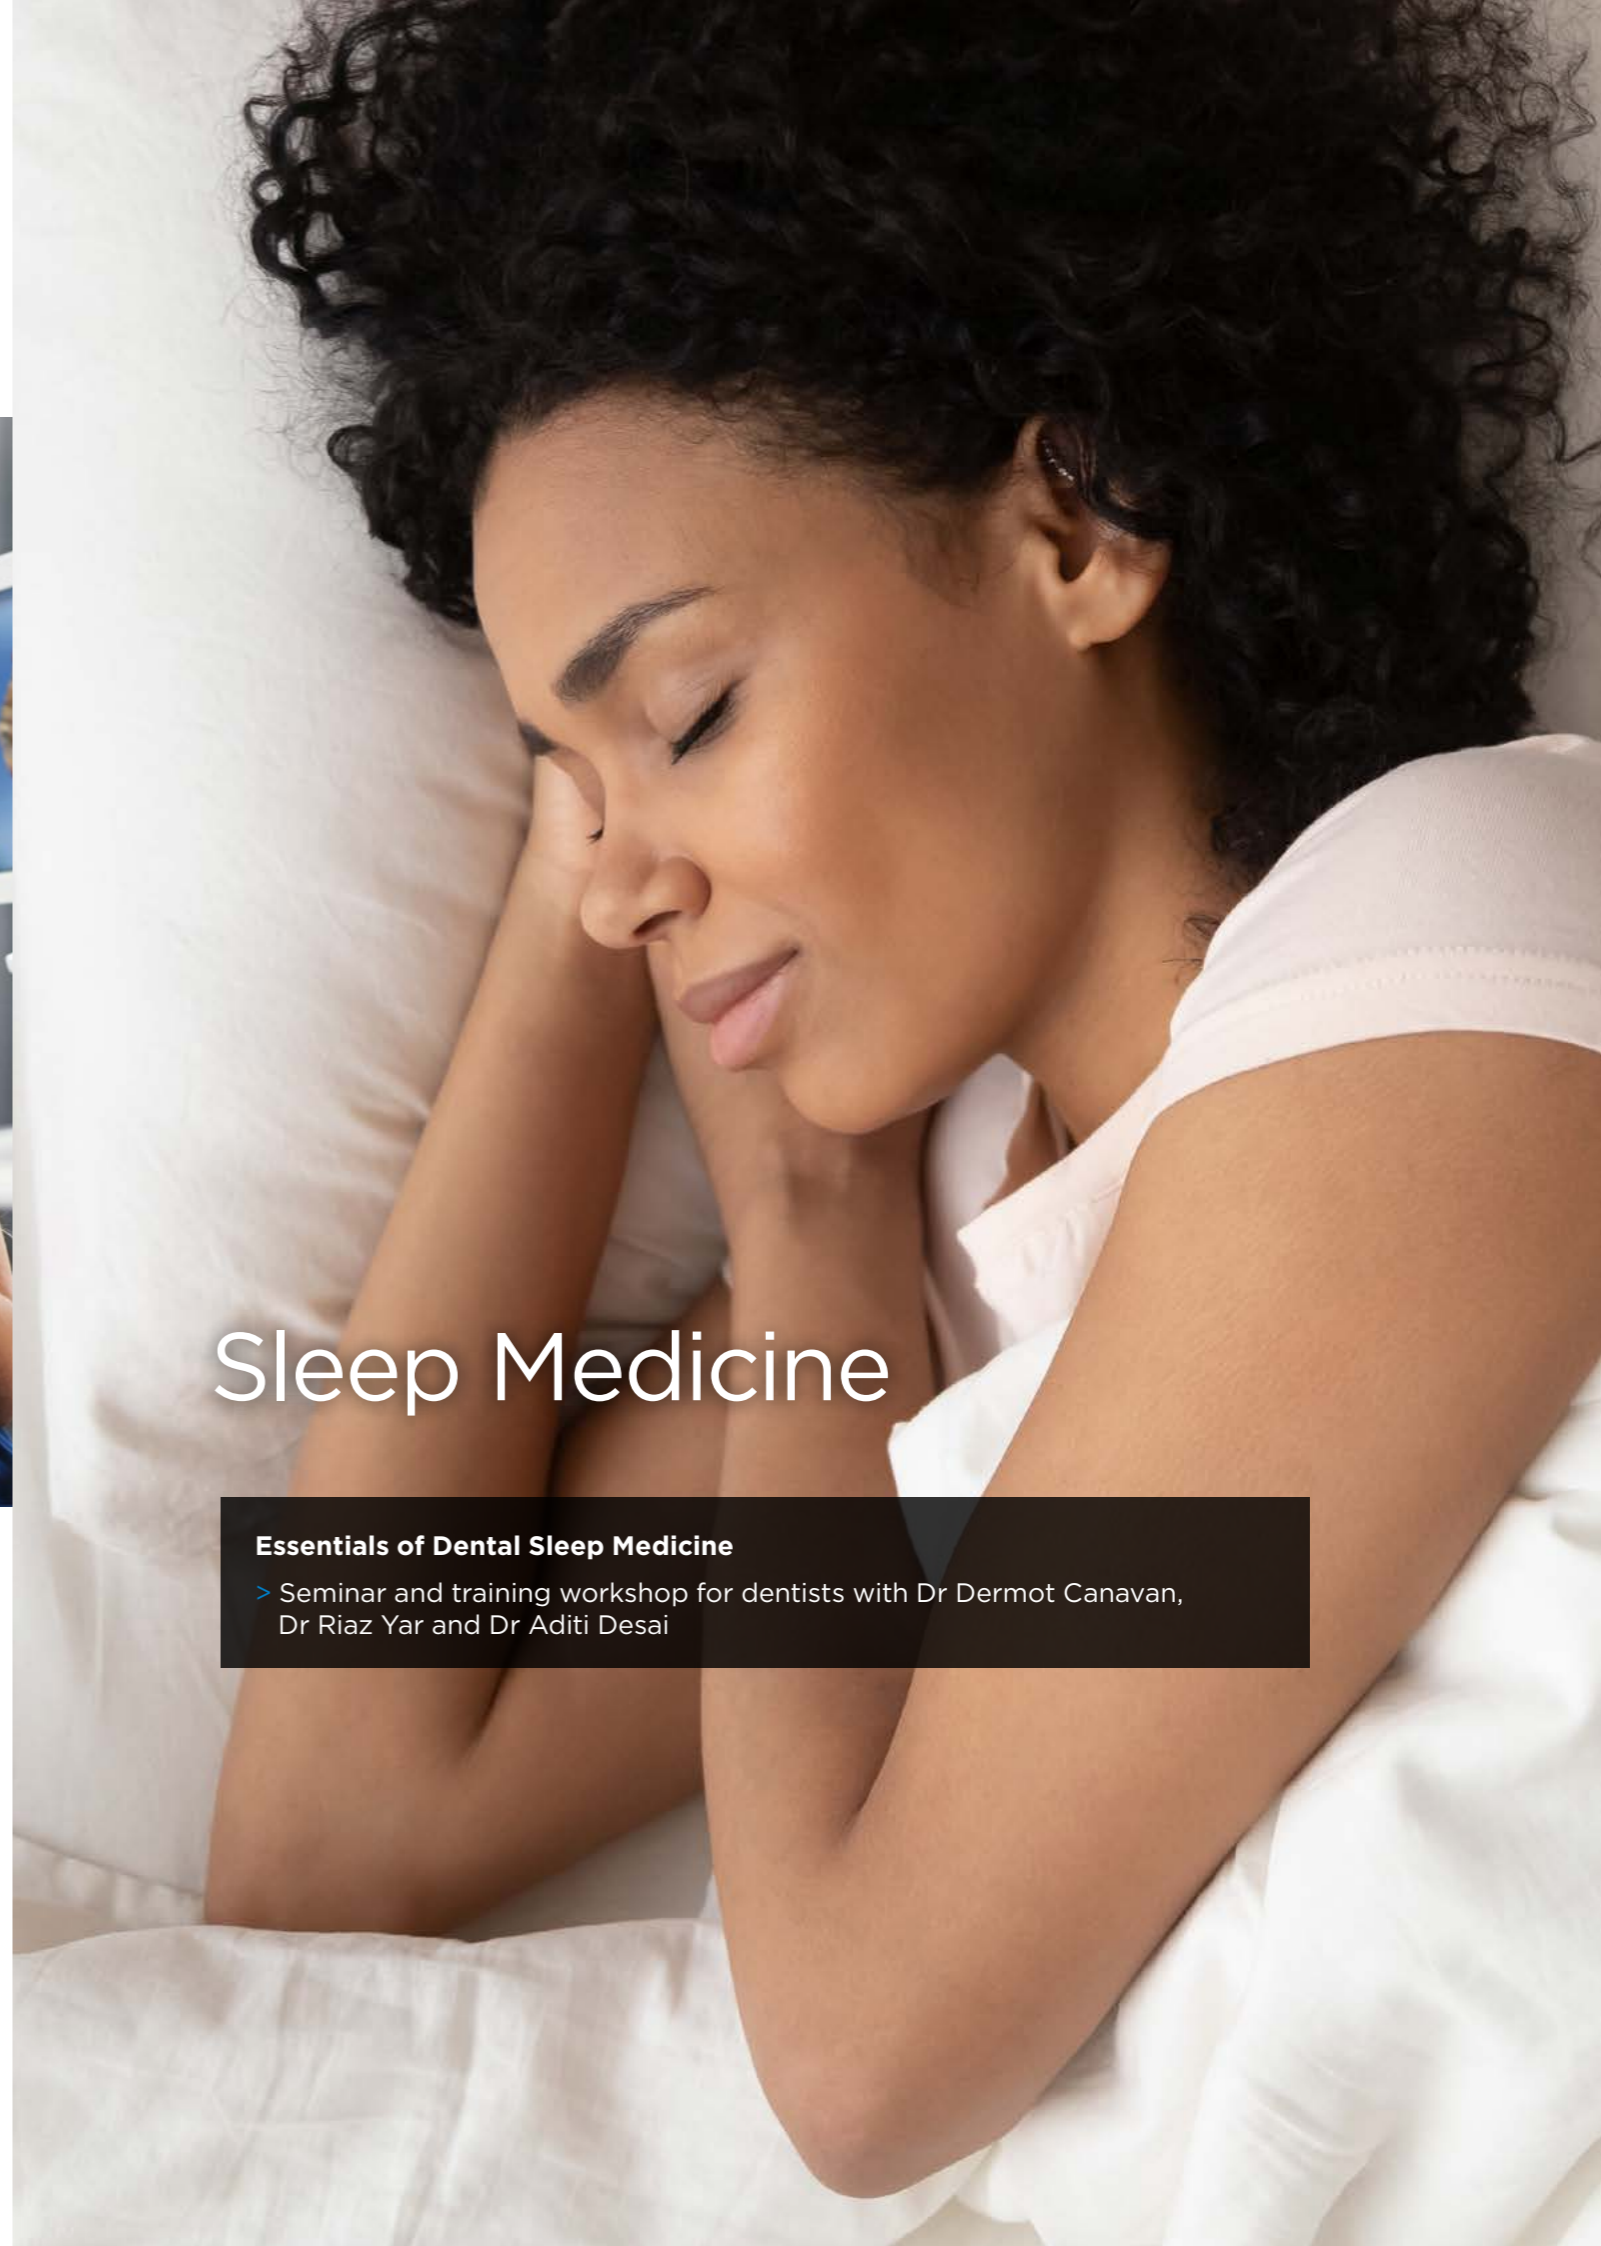 Sleep Medicine
Essentials of Dental Sleep Medicine
> Seminar and training workshop for dentists with Dr Dermot Canavan,
Dr Riaz Yar and Dr Aditi Desai